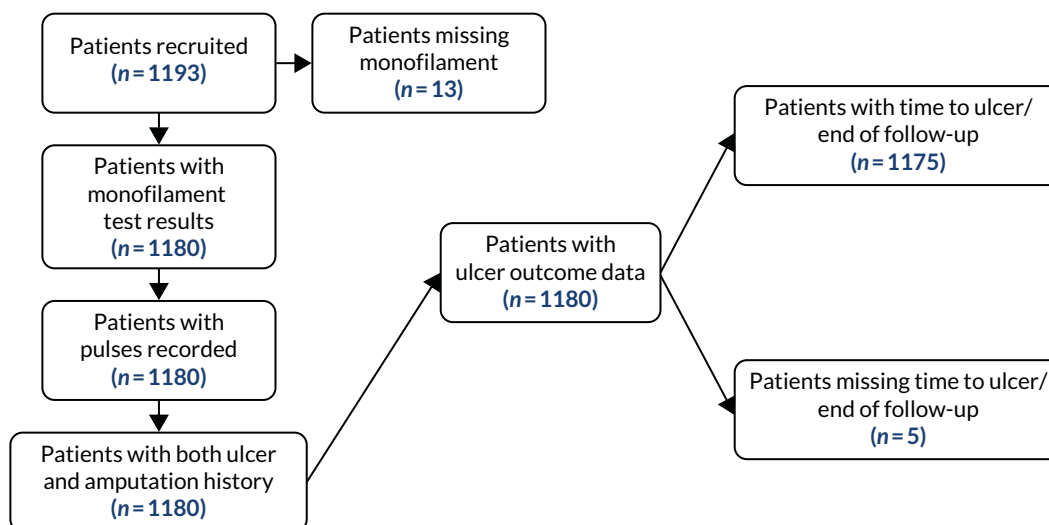 Patients recruited
(n = 1193)
Patients missing
monofilament
(n = 13)
Patients with
monofilament
test results
(n = 1180)
Patients with
pulses recorded
(n = 1180)
Patients with both ulcer
and amputation history
(n = 1180)
Patients with
ulcer outcome data
(n = 1180)
Patients with time to ulcer/
end of follow-up
(n = 1175)
Patients missing time to ulcer/
end of follow-up
(n = 5)